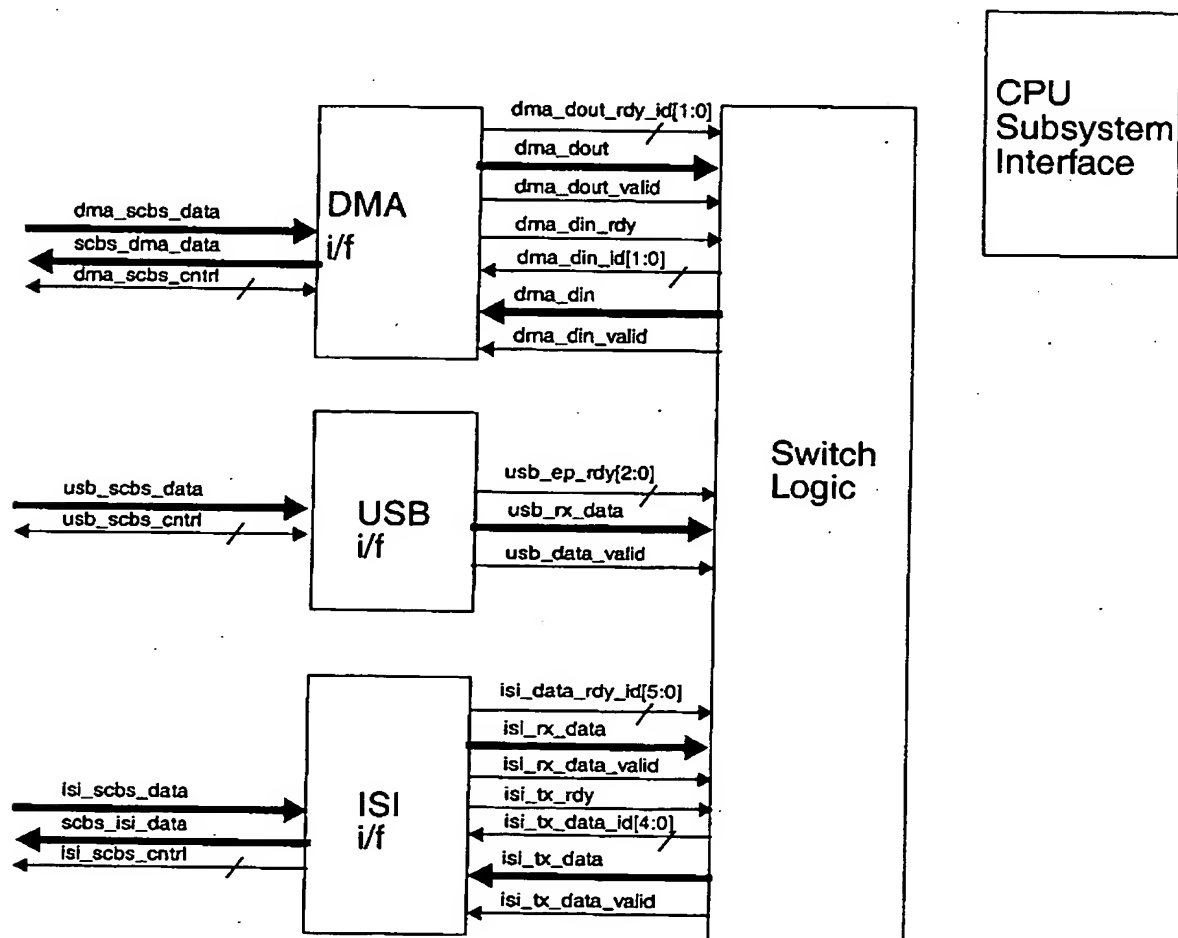 CPU
Subsystem
Interface
dma_dout_rdy_id[1:0]
dma_dout
dma_dout_valid
dma_din_rdy
dma_din_id[1:0]
dma_din
dma_din_valid
DMA
i/f
dma_scbs_data
scbs_dma_data
dma_scbs_cntrl
Switch
Logic
usb_ep_rdy[2:0]
usb_rx_data
usb_data_valid
USB
i/f
usb_scbs_data
usb_scbs_cntrl
isi_data_rdy_id[5:0]
isi_rx_data
isi_rx_data_valid
isi_tx_rdy
isi_tx_data_id[4:0]
isi_tx_data
isi_tx_data_valid
ISI
i/f
isi_scbs_data
scbs_isi_data
isi_scbs_cntrl